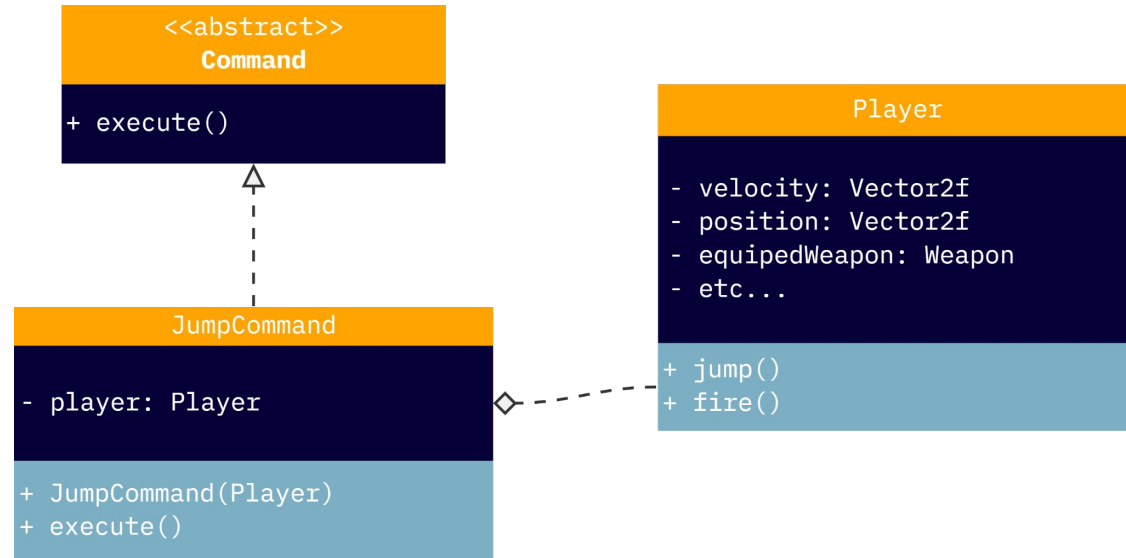 <<abstract>>
Command
+ execute()
Player
- velocity: Vector2f
- position: Vector2f
- equipedWeapon: Weapon
- etc...
+ jump()
+ fire()
JumpCommand
- player: Player
+ JumpCommand(Player)
+ execute()